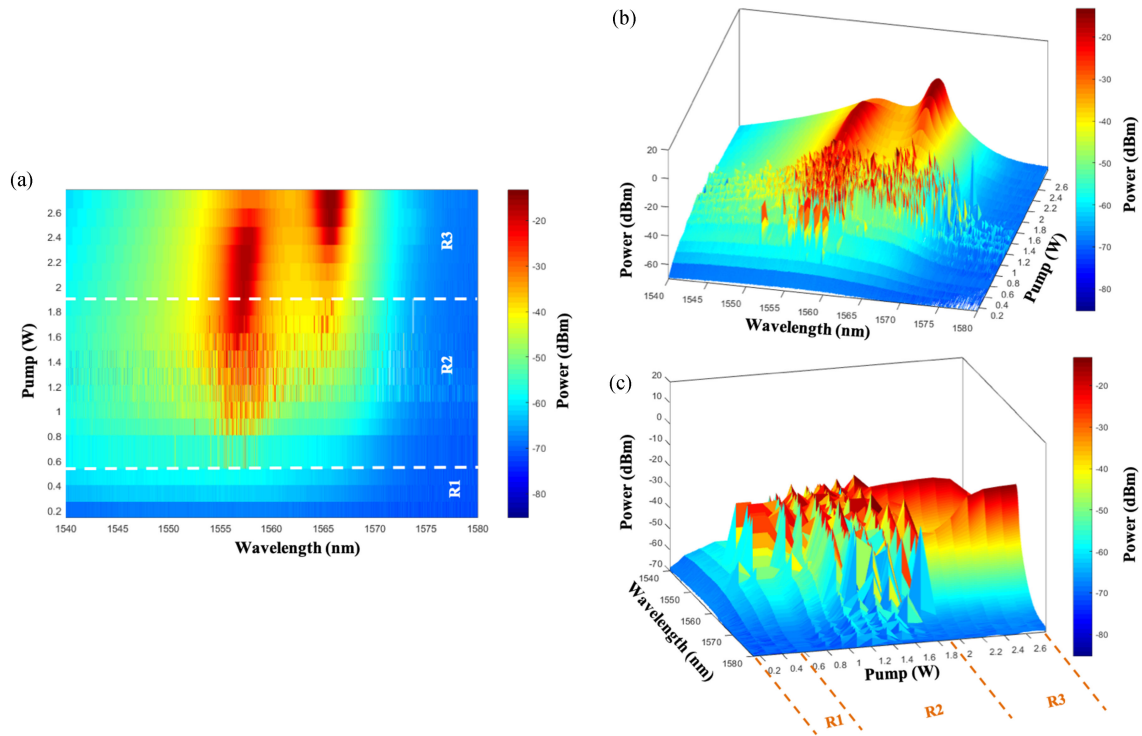 (a)
Pump (W)
2.6
2.4
2.2
2
1.8
1.6
1.4
1.2
1
0.8
0.6
0.4
0.2
R3
R2
R1
1540 1545 1550 1555 1560 1565 1570 1575 1580
Wavelength (nm)
-20
-30
-40
-50
-60
-70
-80
Power (dBm)
(b)
Power (dBm)
20
0
-20
-40
-60
1540 1545 1550 1555 1560 1565 1570 1575 1580
Wavelength (nm)
2.6
2.4
2.2
2
1.8
1.6
1.4
1.2
1
0.8
0.6
0.4
0.2
Pump (W)
-20
-30
-40
-50
-60
-70
-80
Power (dBm)
(c)
Power (dBm)
20
10
0
-10
-20
-30
-40
-50
-60
-70
1540
1550
1560
1570
1580
Wavelength (nm)
0.2 0.4 0.6 0.8 1 1.2 1.4 1.6 1.8 2 2.2 2.4 2.6
Pump (W)
R1
R2
R3
-20
-30
-40
-50
-60
-70
-80
Power (dBm)